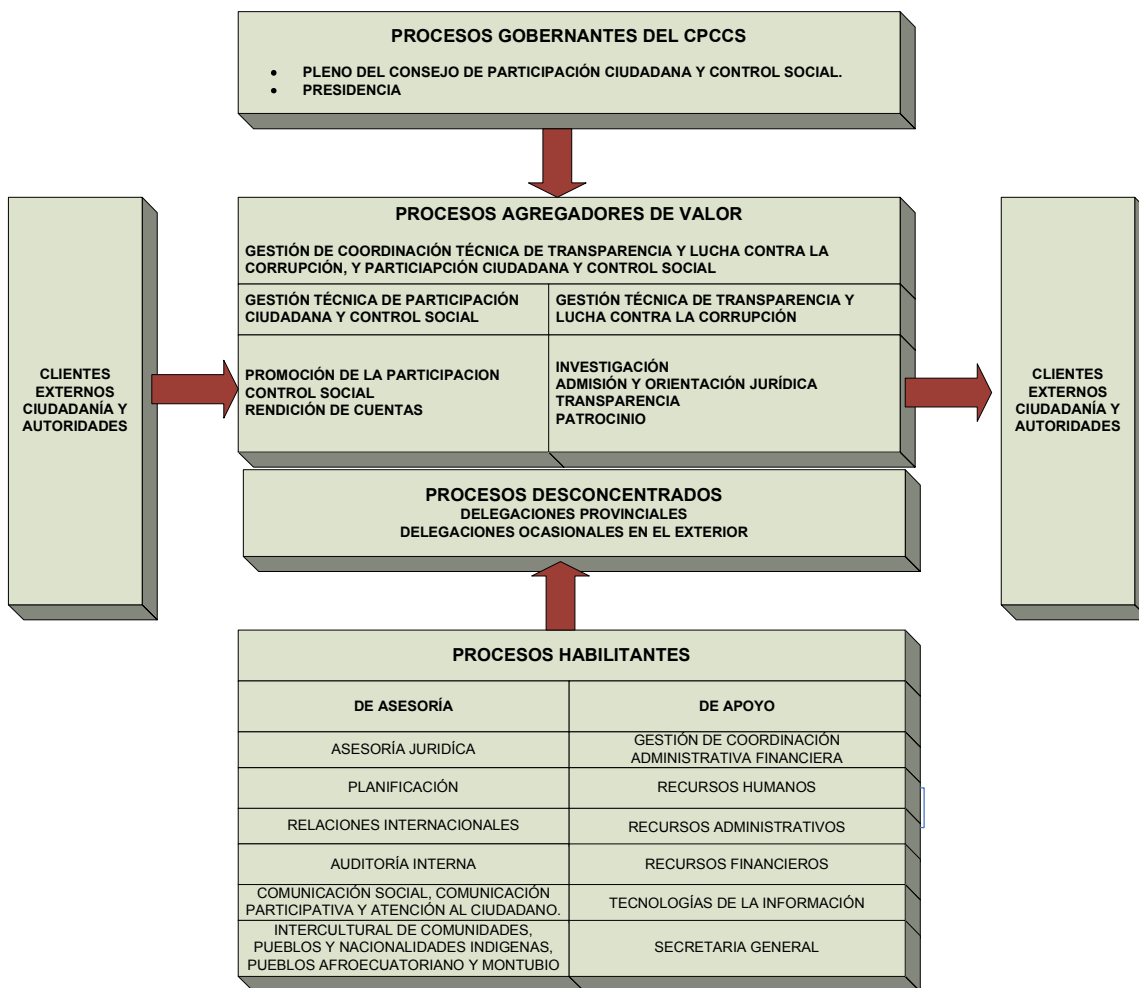 PROCESOS GOBERNANTES DEL CPCCS
• PLENO DEL CONSEJO DE PARTICIPACIÓN CIUDADANA Y CONTROL SOCIAL.
• PRESIDENCIA
CLIENTES
EXTERNOS
CIUDADANÍA Y
AUTORIDADES
PROCESOS AGREGADORES DE VALOR
GESTIÓN DE COORDINACIÓN TÉCNICA DE TRANSPARENCIA Y LUCHA CONTRA LA
CORRUPCIÓN, Y PARTICIAPCIÓN CIUDADANA Y CONTROL SOCIAL
GESTIÓN TÉCNICA DE PARTICIPACIÓN
CIUDADANA Y CONTROL SOCIAL
GESTIÓN TÉCNICA DE TRANSPARENCIA Y
LUCHA CONTRA LA CORRUPCIÓN
PROMOCIÓN DE LA PARTICIPACION
CONTROL SOCIAL
RENDICIÓN DE CUENTAS
INVESTIGACIÓN
ADMISIÓN Y ORIENTACIÓN JURÍDICA
TRANSPARENCIA
PATROCINIO
CLIENTES
EXTERNOS
CIUDADANÍA Y
AUTORIDADES
PROCESOS DESCONCENTRADOS
DELEGACIONES PROVINCIALES
DELEGACIONES OCASIONALES EN EL EXTERIOR
PROCESOS HABILITANTES
DE ASESORÍA
DE APOYO
ASESORÍA JURIDÍCA
GESTIÓN DE COORDINACIÓN
ADMINISTRATIVA FINANCIERA
PLANIFICACIÓN
RECURSOS HUMANOS
RELACIONES INTERNACIONALES
RECURSOS ADMINISTRATIVOS
AUDITORÍA INTERNA
RECURSOS FINANCIEROS
COMUNICACIÓN SOCIAL, COMUNICACIÓN
PARTICIPATIVA Y ATENCIÓN AL CIUDADANO.
TECNOLOGÍAS DE LA INFORMACIÓN
INTERCULTURAL DE COMUNIDADES,
PUEBLOS Y NACIONALIDADES INDIGENAS,
PUEBLOS AFROECUATORIANO Y MONTUBIO
SECRETARIA GENERAL